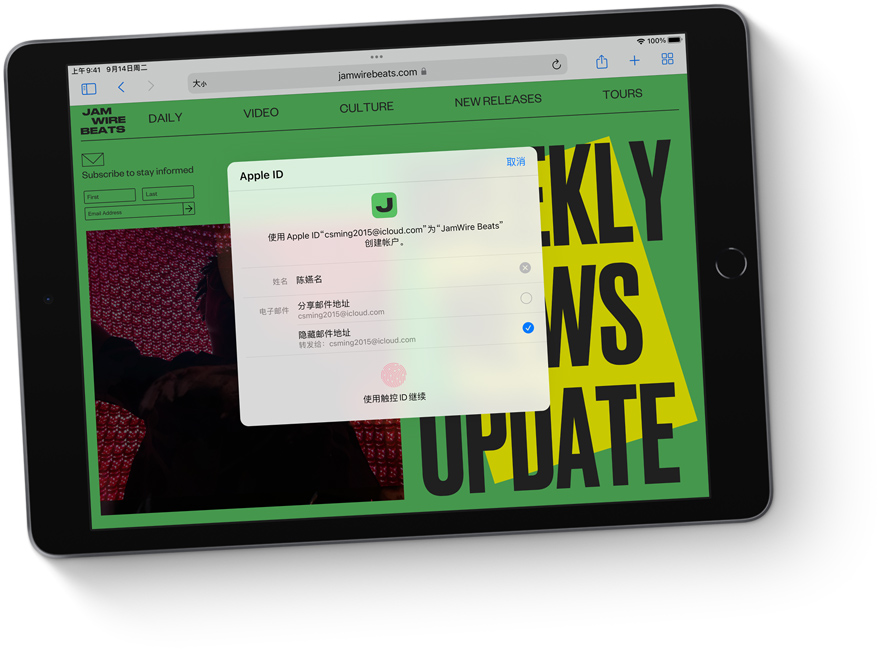 上午9:41 9月14日周二
100%
大小
jamwirebeats.com
JAM
WIRE
BEATS
DAILY
VIDEO
CULTURE
NEW RELEASES
TOURS
Subscribe to stay informed
First
Last
Email Address
Apple ID
取消
J
使用 Apple ID“csming2015@icloud.com”为“JamWire Beats”
创建帐户。
姓名 陈嬿名
电子邮件 分享邮件地址
csming2015@icloud.com
隐藏邮件地址
转发给：csming2015@icloud.com
使用触控 ID 继续
EKLY
WS
UPDATE